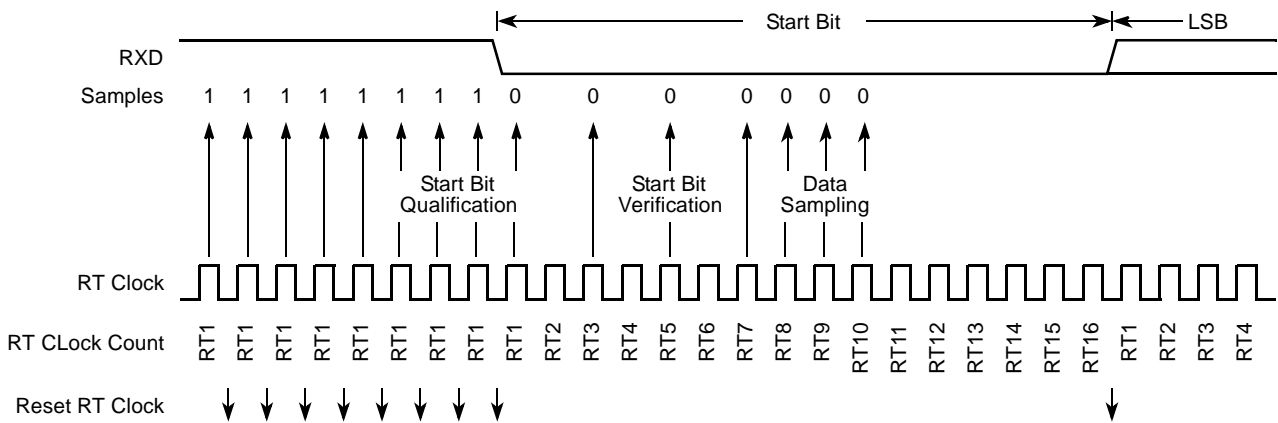 Start Bit LSB
RXD
Samples 1 1 1 1 1 1 1 1 0 0 0 0 0 0 0
Start Bit Qualification Start Bit Verification Data Sampling
RT Clock
RT CLock Count RT1 RT1 RT1 RT1 RT1 RT1 RT1 RT1 RT1 RT2 RT3 RT4 RT5 RT6 RT7 RT8 RT9 RT10 RT11 RT12 RT13 RT14 RT15 RT16 RT1 RT2 RT3 RT4
Reset RT Clock